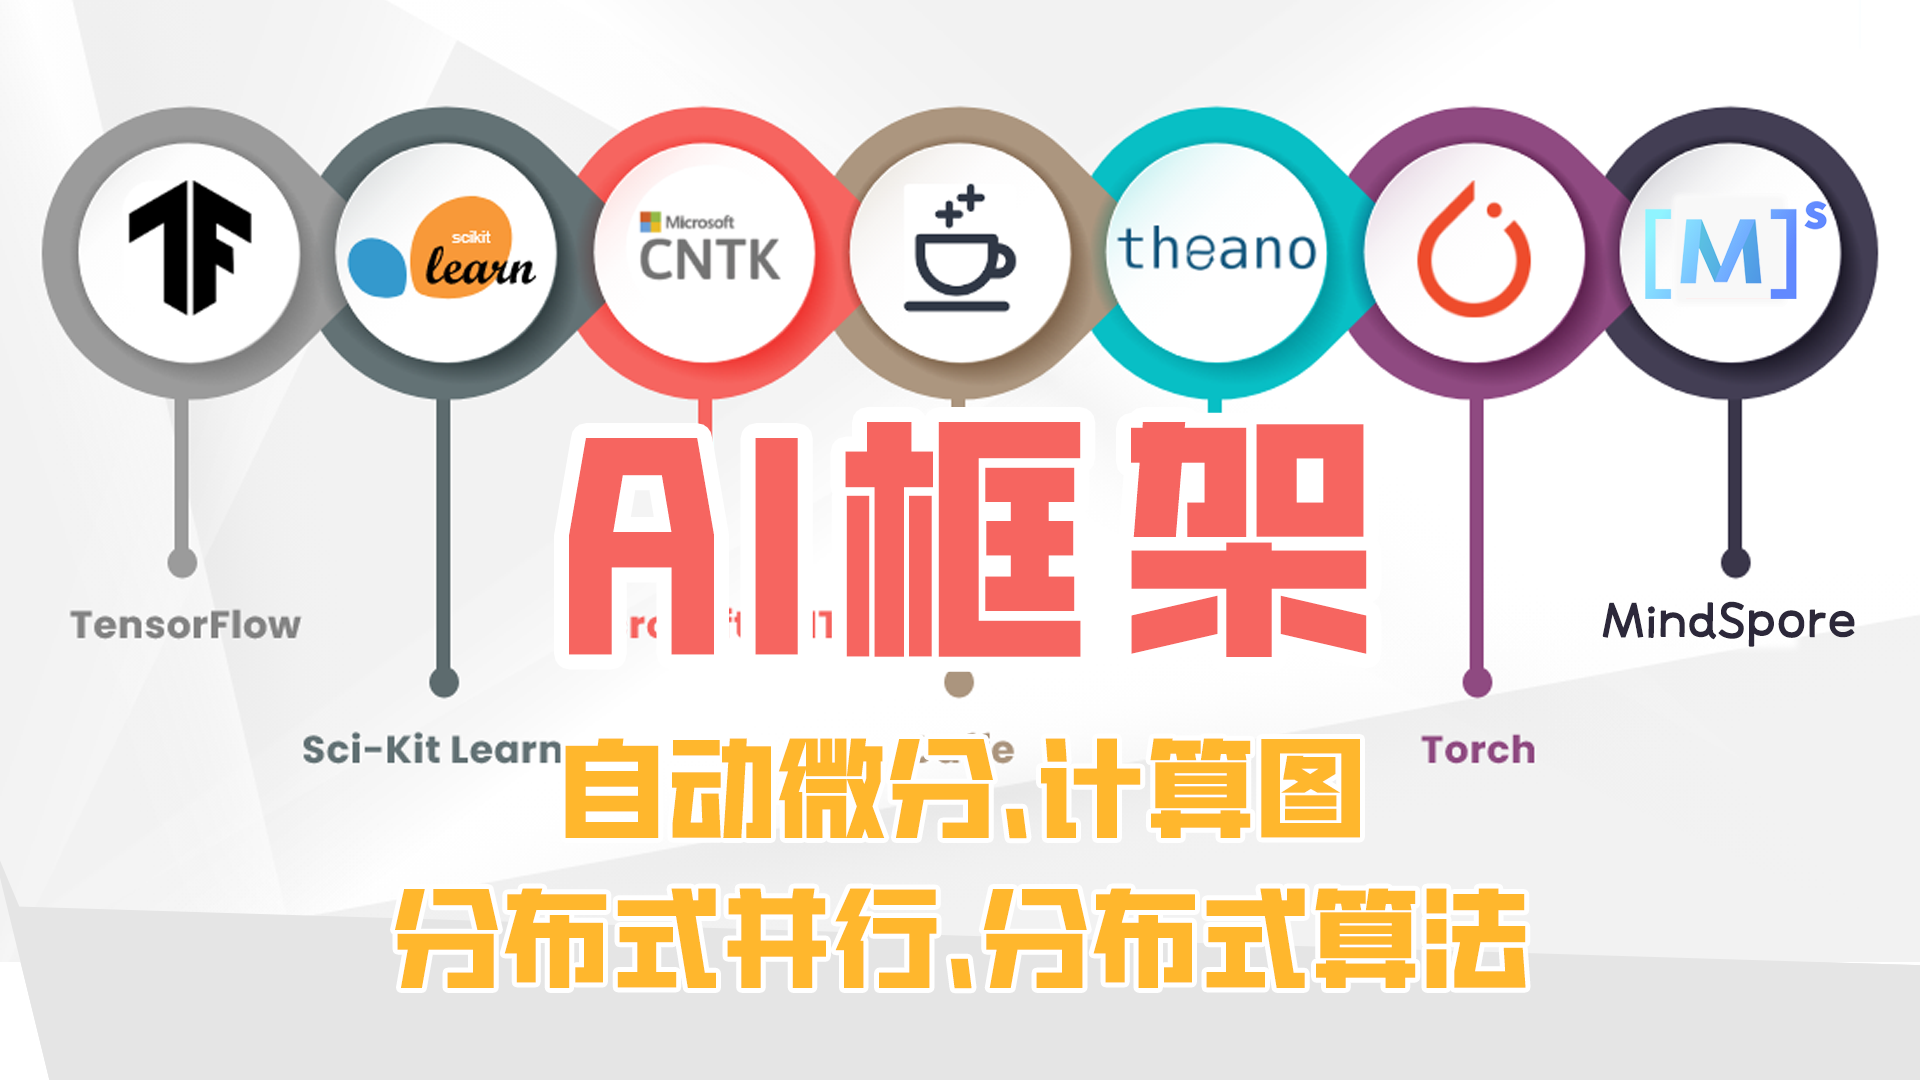 scikit
learn
Microsoft
CNTK
theano
[M]s
AI框架
TensorFlow
MindSpore
Sci-Kit Learn
Torch
自动微分、计算图
分布式并行、分布式算法